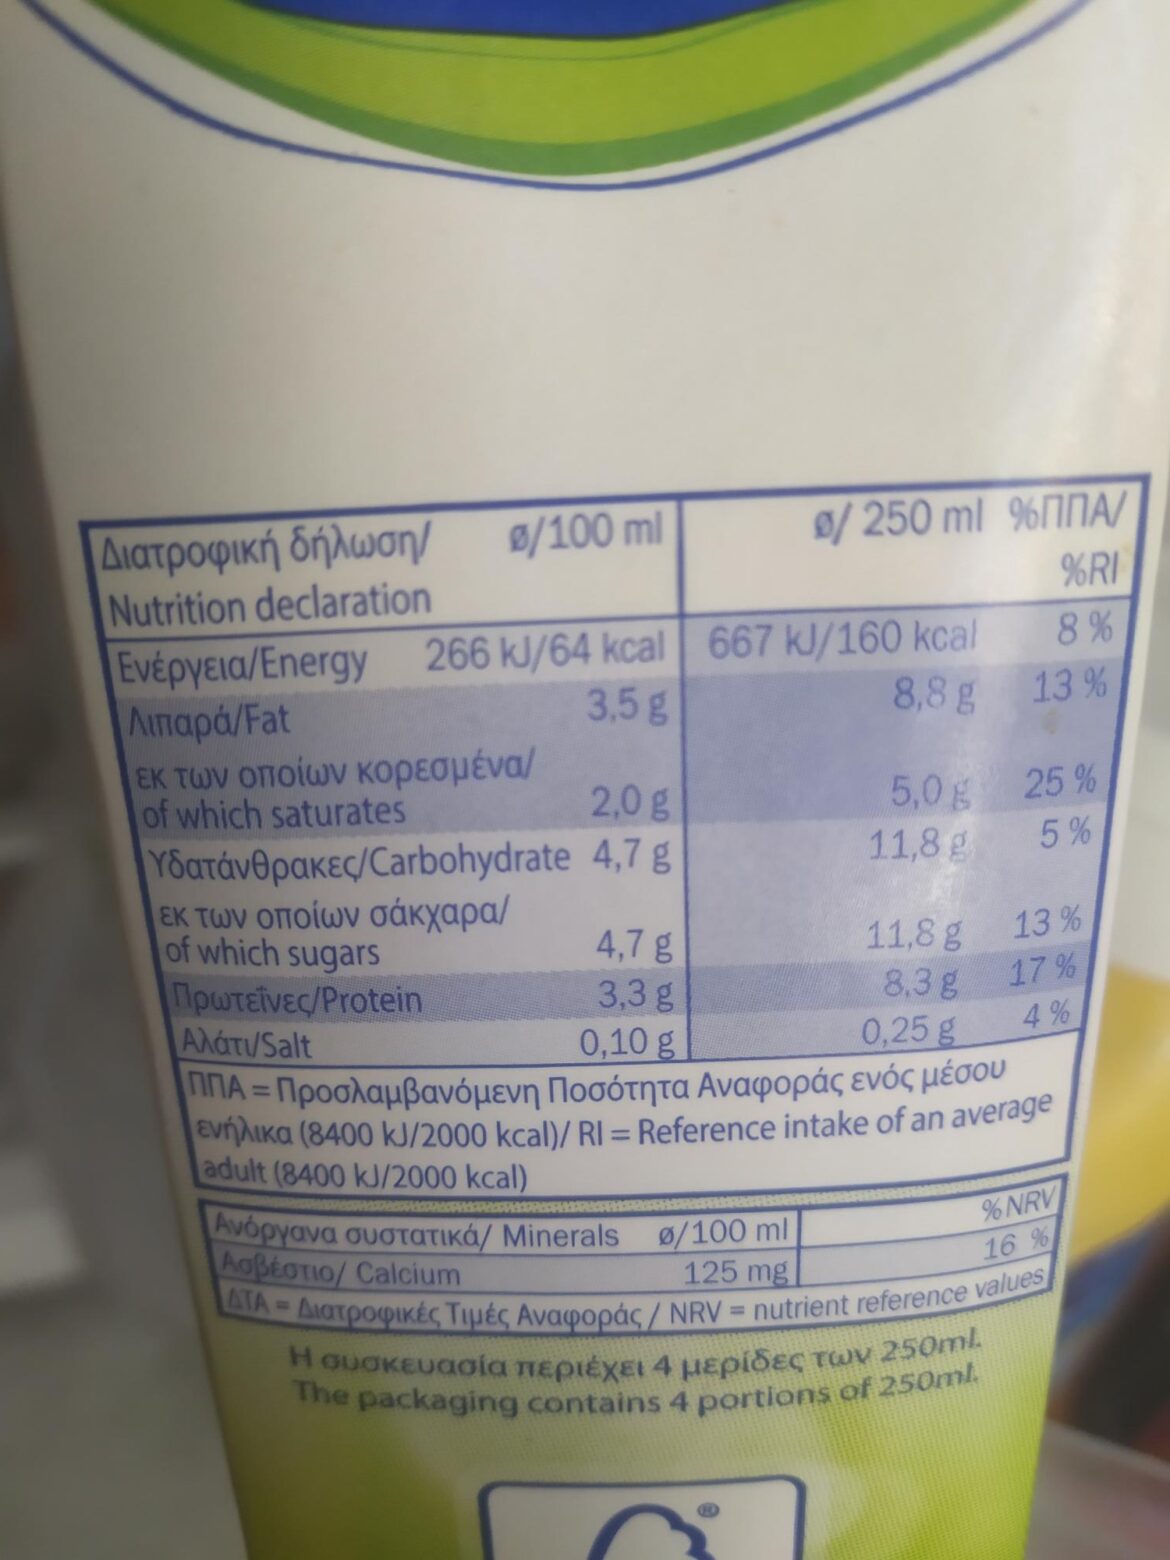 Διατροφική δήλωση/ ø/100 ml ø/ 250 ml %ΠΠΑ/
Nutrition declaration %RI
Ενέργεια/Energy 266 kJ/64 kcal 667 kJ/160 kcal 8 %
Λιπαρά/Fat 3,5 g 8,8 g 13 %
εκ των οποίων κορεσμένα/
of which saturates 2,0 g 5,0 g 25 %
Υδατάνθρακες/Carbohydrate 4,7 g 11,8 g 5 %
εκ των οποίων σάκχαρα/
of which sugars 4,7 g 11,8 g 13 %
Πρωτεΐνες/Protein 3,3 g 8,3 g 17 %
Αλάτι/Salt 0,10 g 0,25 g 4 %
ΠΠΑ = Προσλαμβανόμενη Ποσότητα Αναφοράς ενός μέσου
ενήλικα (8400 kJ/2000 kcal)/ RI = Reference intake of an average
adult (8400 kJ/2000 kcal)
Ανόργανα συστατικά/ Minerals ø/100 ml %NRV
Ασβέστιο/ Calcium 125 mg 16 %
ΔΤΑ = Διατροφικές Τιμές Αναφοράς / NRV = nutrient reference values
Η συσκευασία περιέχει 4 μερίδες των 250ml.
The packaging contains 4 portions of 250ml.
®